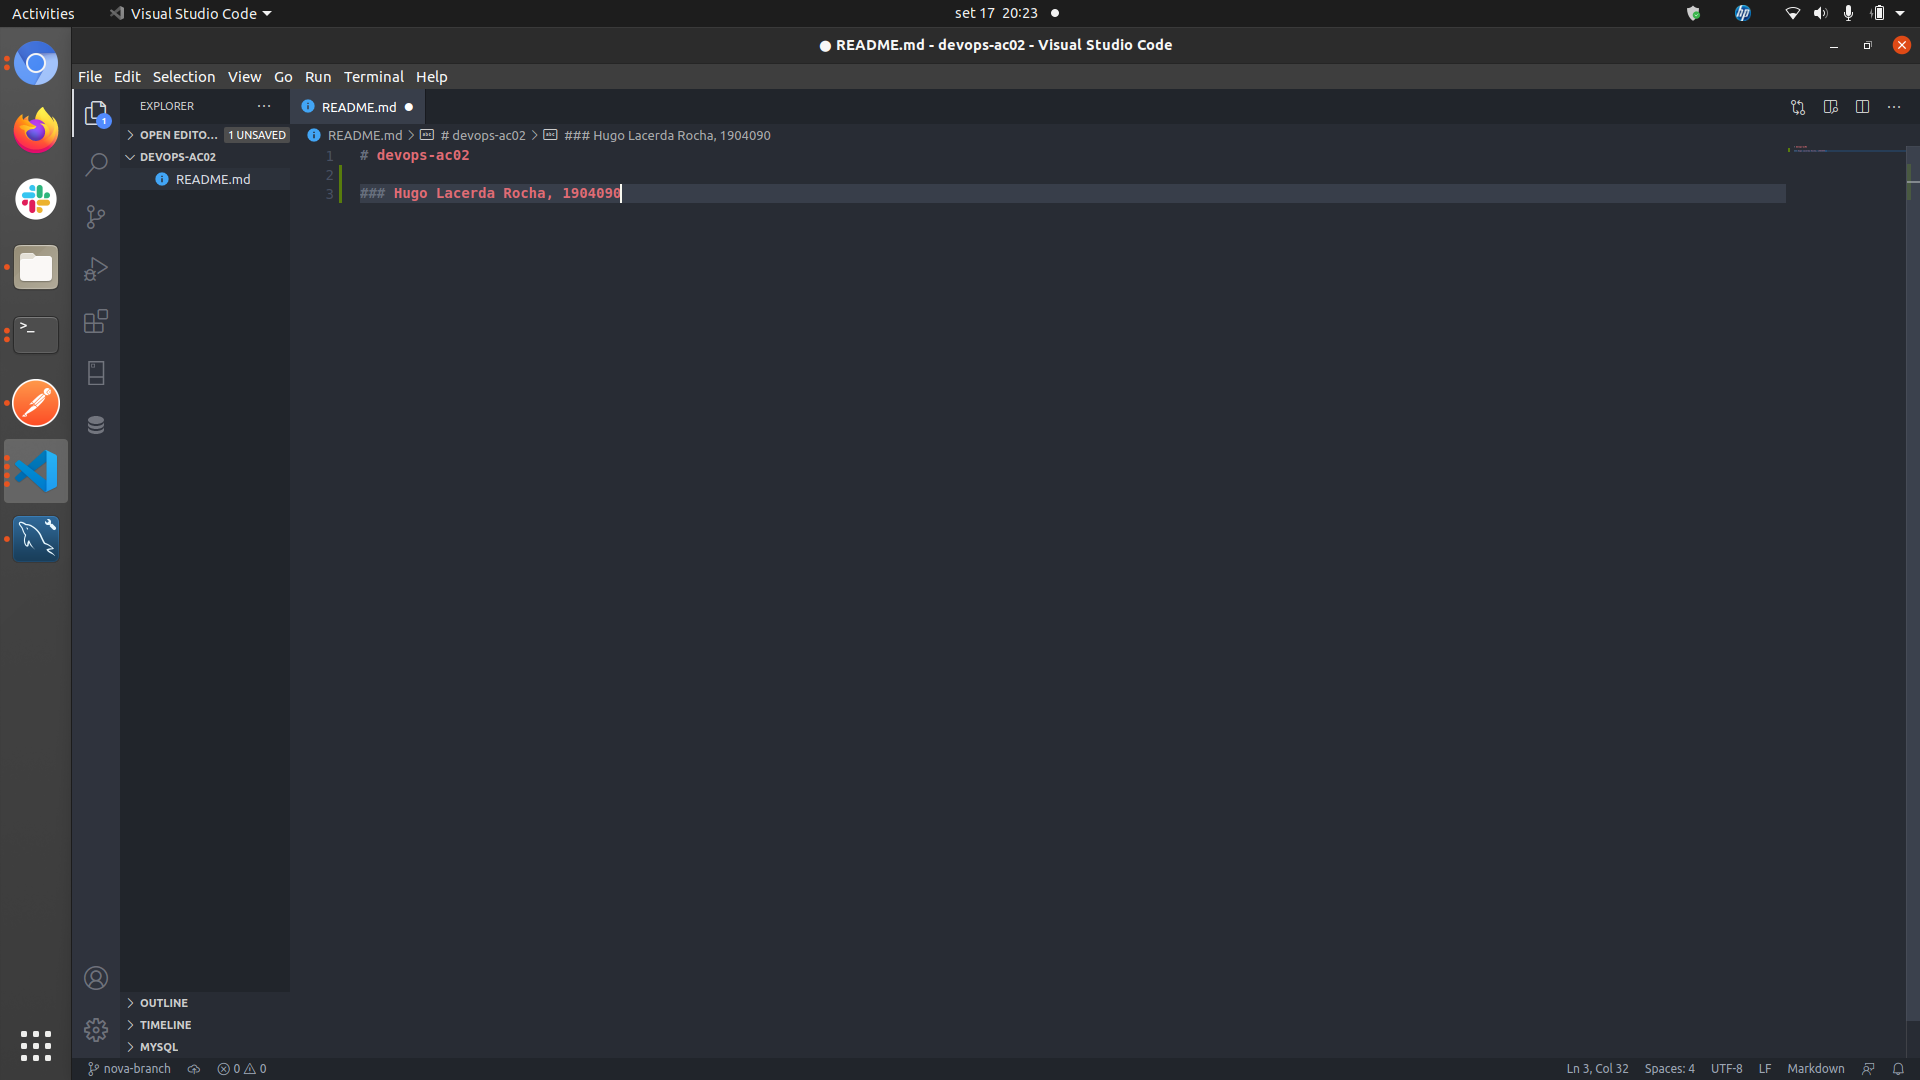 Activities Visual Studio Code set 17 20:23
● README.md - devops-ac02 - Visual Studio Code
File Edit Selection View Go Run Terminal Help
EXPLORER
README.md
OPEN EDITO... 1 UNSAVED
README.md > # devops-ac02 > ### Hugo Lacerda Rocha, 1904090
DEVOPS-AC02
README.md
1 # devops-ac02
2
3 ### Hugo Lacerda Rocha, 1904090
OUTLINE
TIMELINE
MYSQL
nova-branch 0 0 Ln 3, Col 32 Spaces: 4 UTF-8 LF Markdown